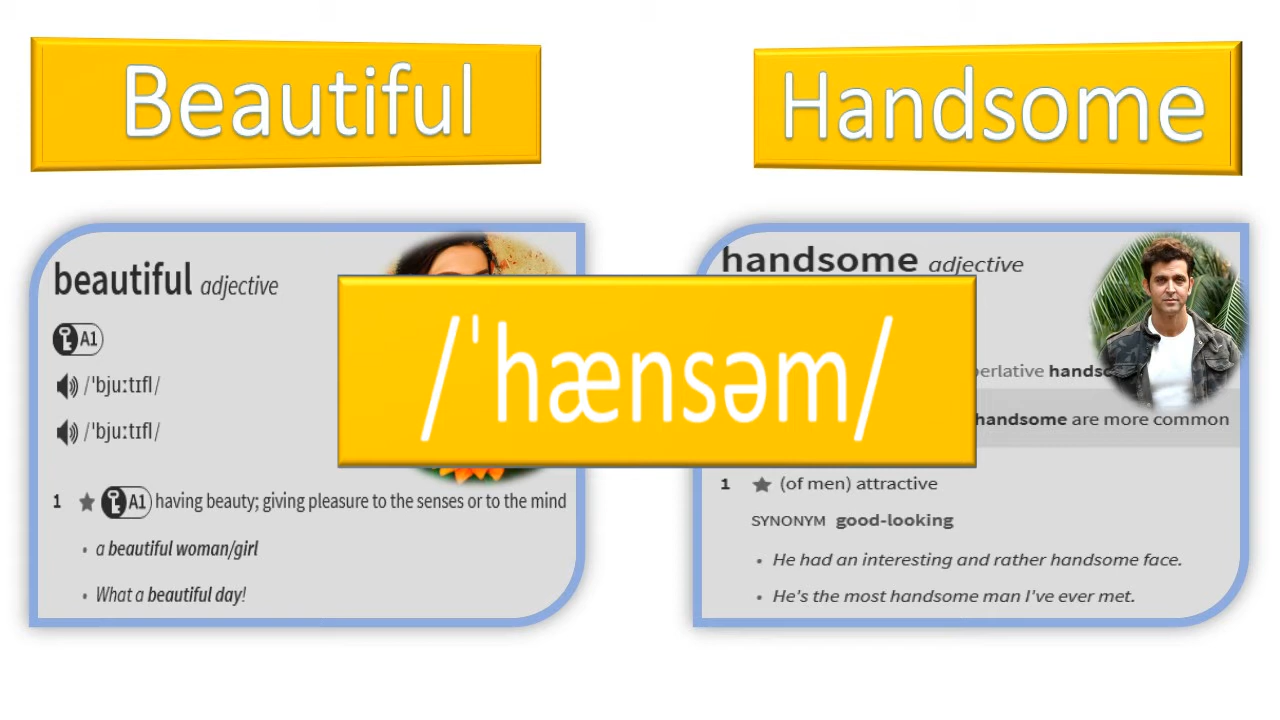 Beautiful
Handsome
beautiful adjective
A1
/ˈbjuːtɪfl/
/ˈbjuːtɪfl/
1 ★ A1 having beauty; giving pleasure to the senses or to the mind
• a beautiful woman/girl
• What a beautiful day!
/ˈhænsəm/
handsome adjective
handsome are more common
1 ★ (of men) attractive
SYNONYM good-looking
• He had an interesting and rather handsome face.
• He's the most handsome man I've ever met.